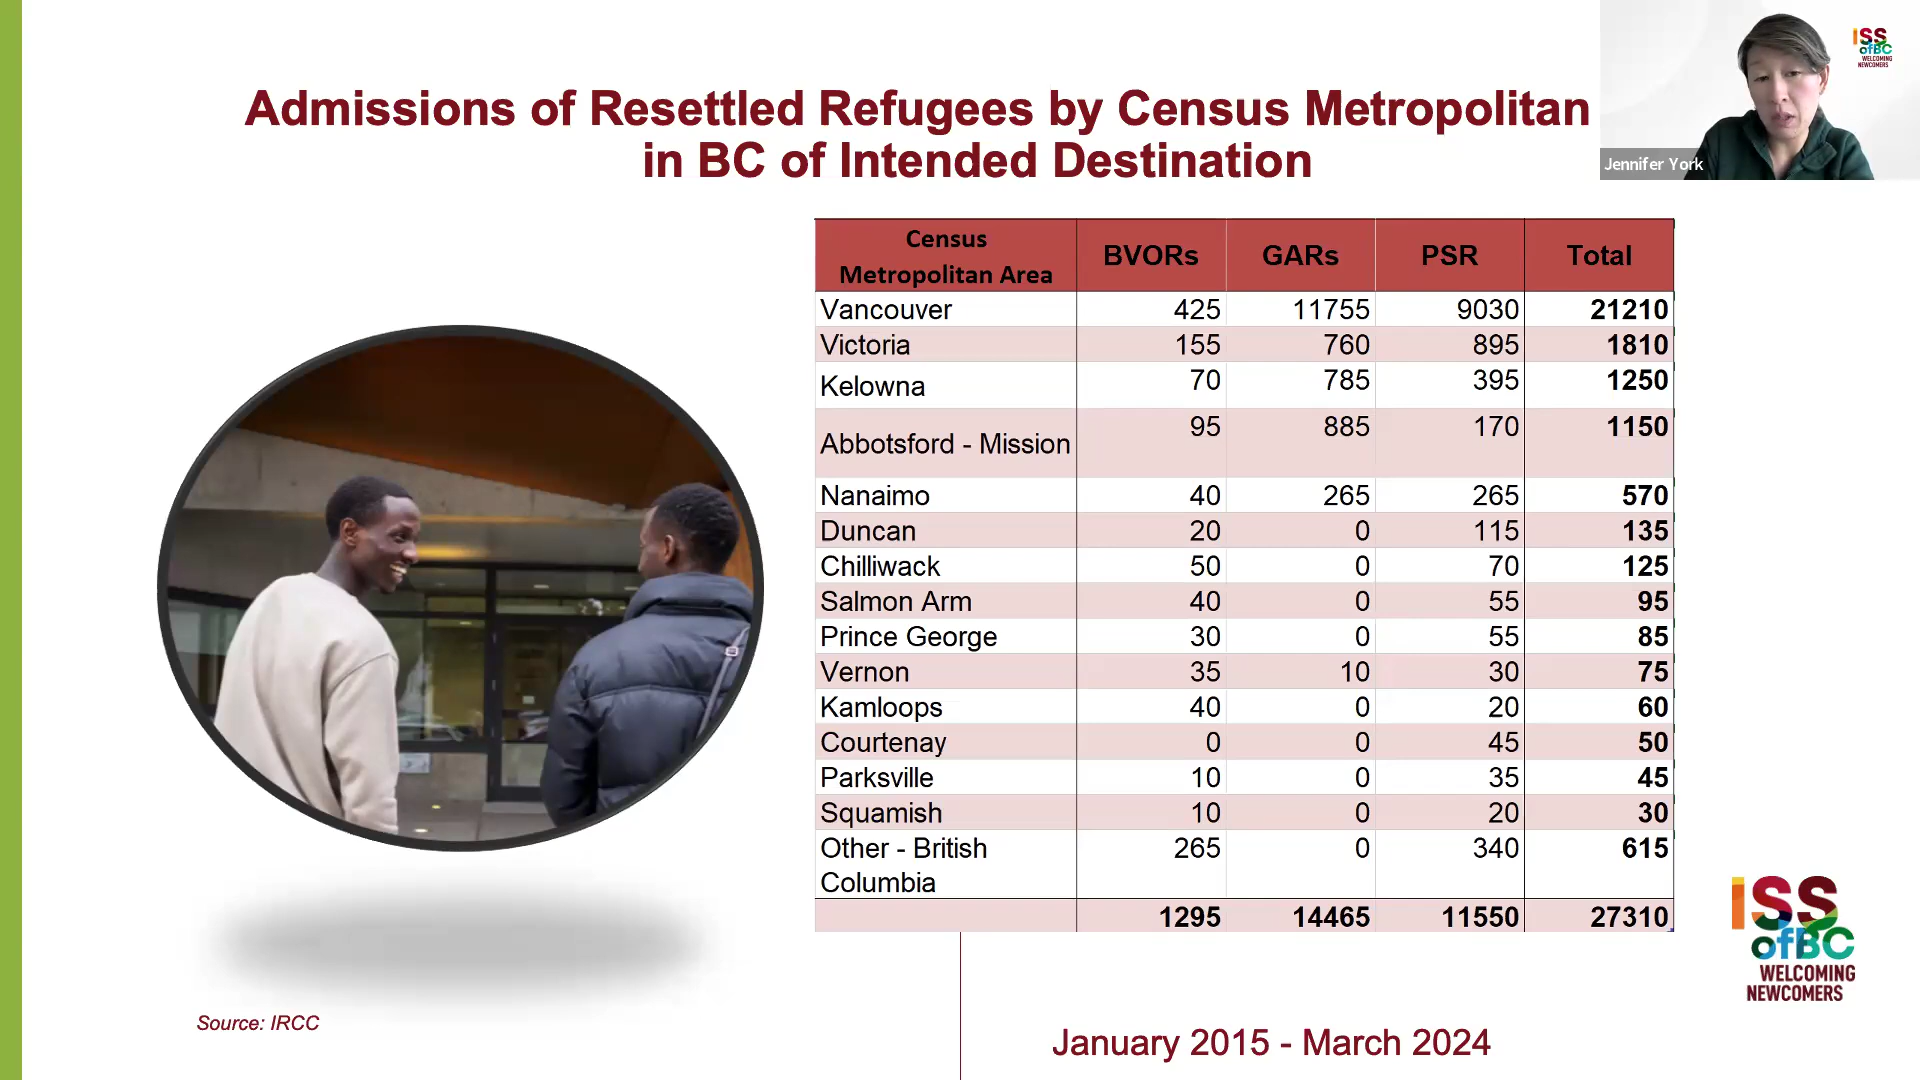 Admissions of Resettled Refugees by Census Metropolitan
in BC of Intended Destination
ISS
ofBC
WELCOMING
NEWCOMERS
Jennifer York
Census
Metropolitan Area BVORs GARs PSR Total
Vancouver 425 11755 9030 21210
Victoria 155 760 895 1810
Kelowna 70 785 395 1250
Abbotsford - Mission 95 885 170 1150
Nanaimo 40 265 265 570
Duncan 20 0 115 135
Chilliwack 50 0 70 125
Salmon Arm 40 0 55 95
Prince George 30 0 55 85
Vernon 35 10 30 75
Kamloops 40 0 20 60
Courtenay 0 0 45 50
Parksville 10 0 35 45
Squamish 10 0 20 30
Other - British 265 0 340 615
Columbia
1295 14465 11550 27310
ISS
ofBC
WELCOMING
NEWCOMERS
Source: IRCC
January 2015 - March 2024